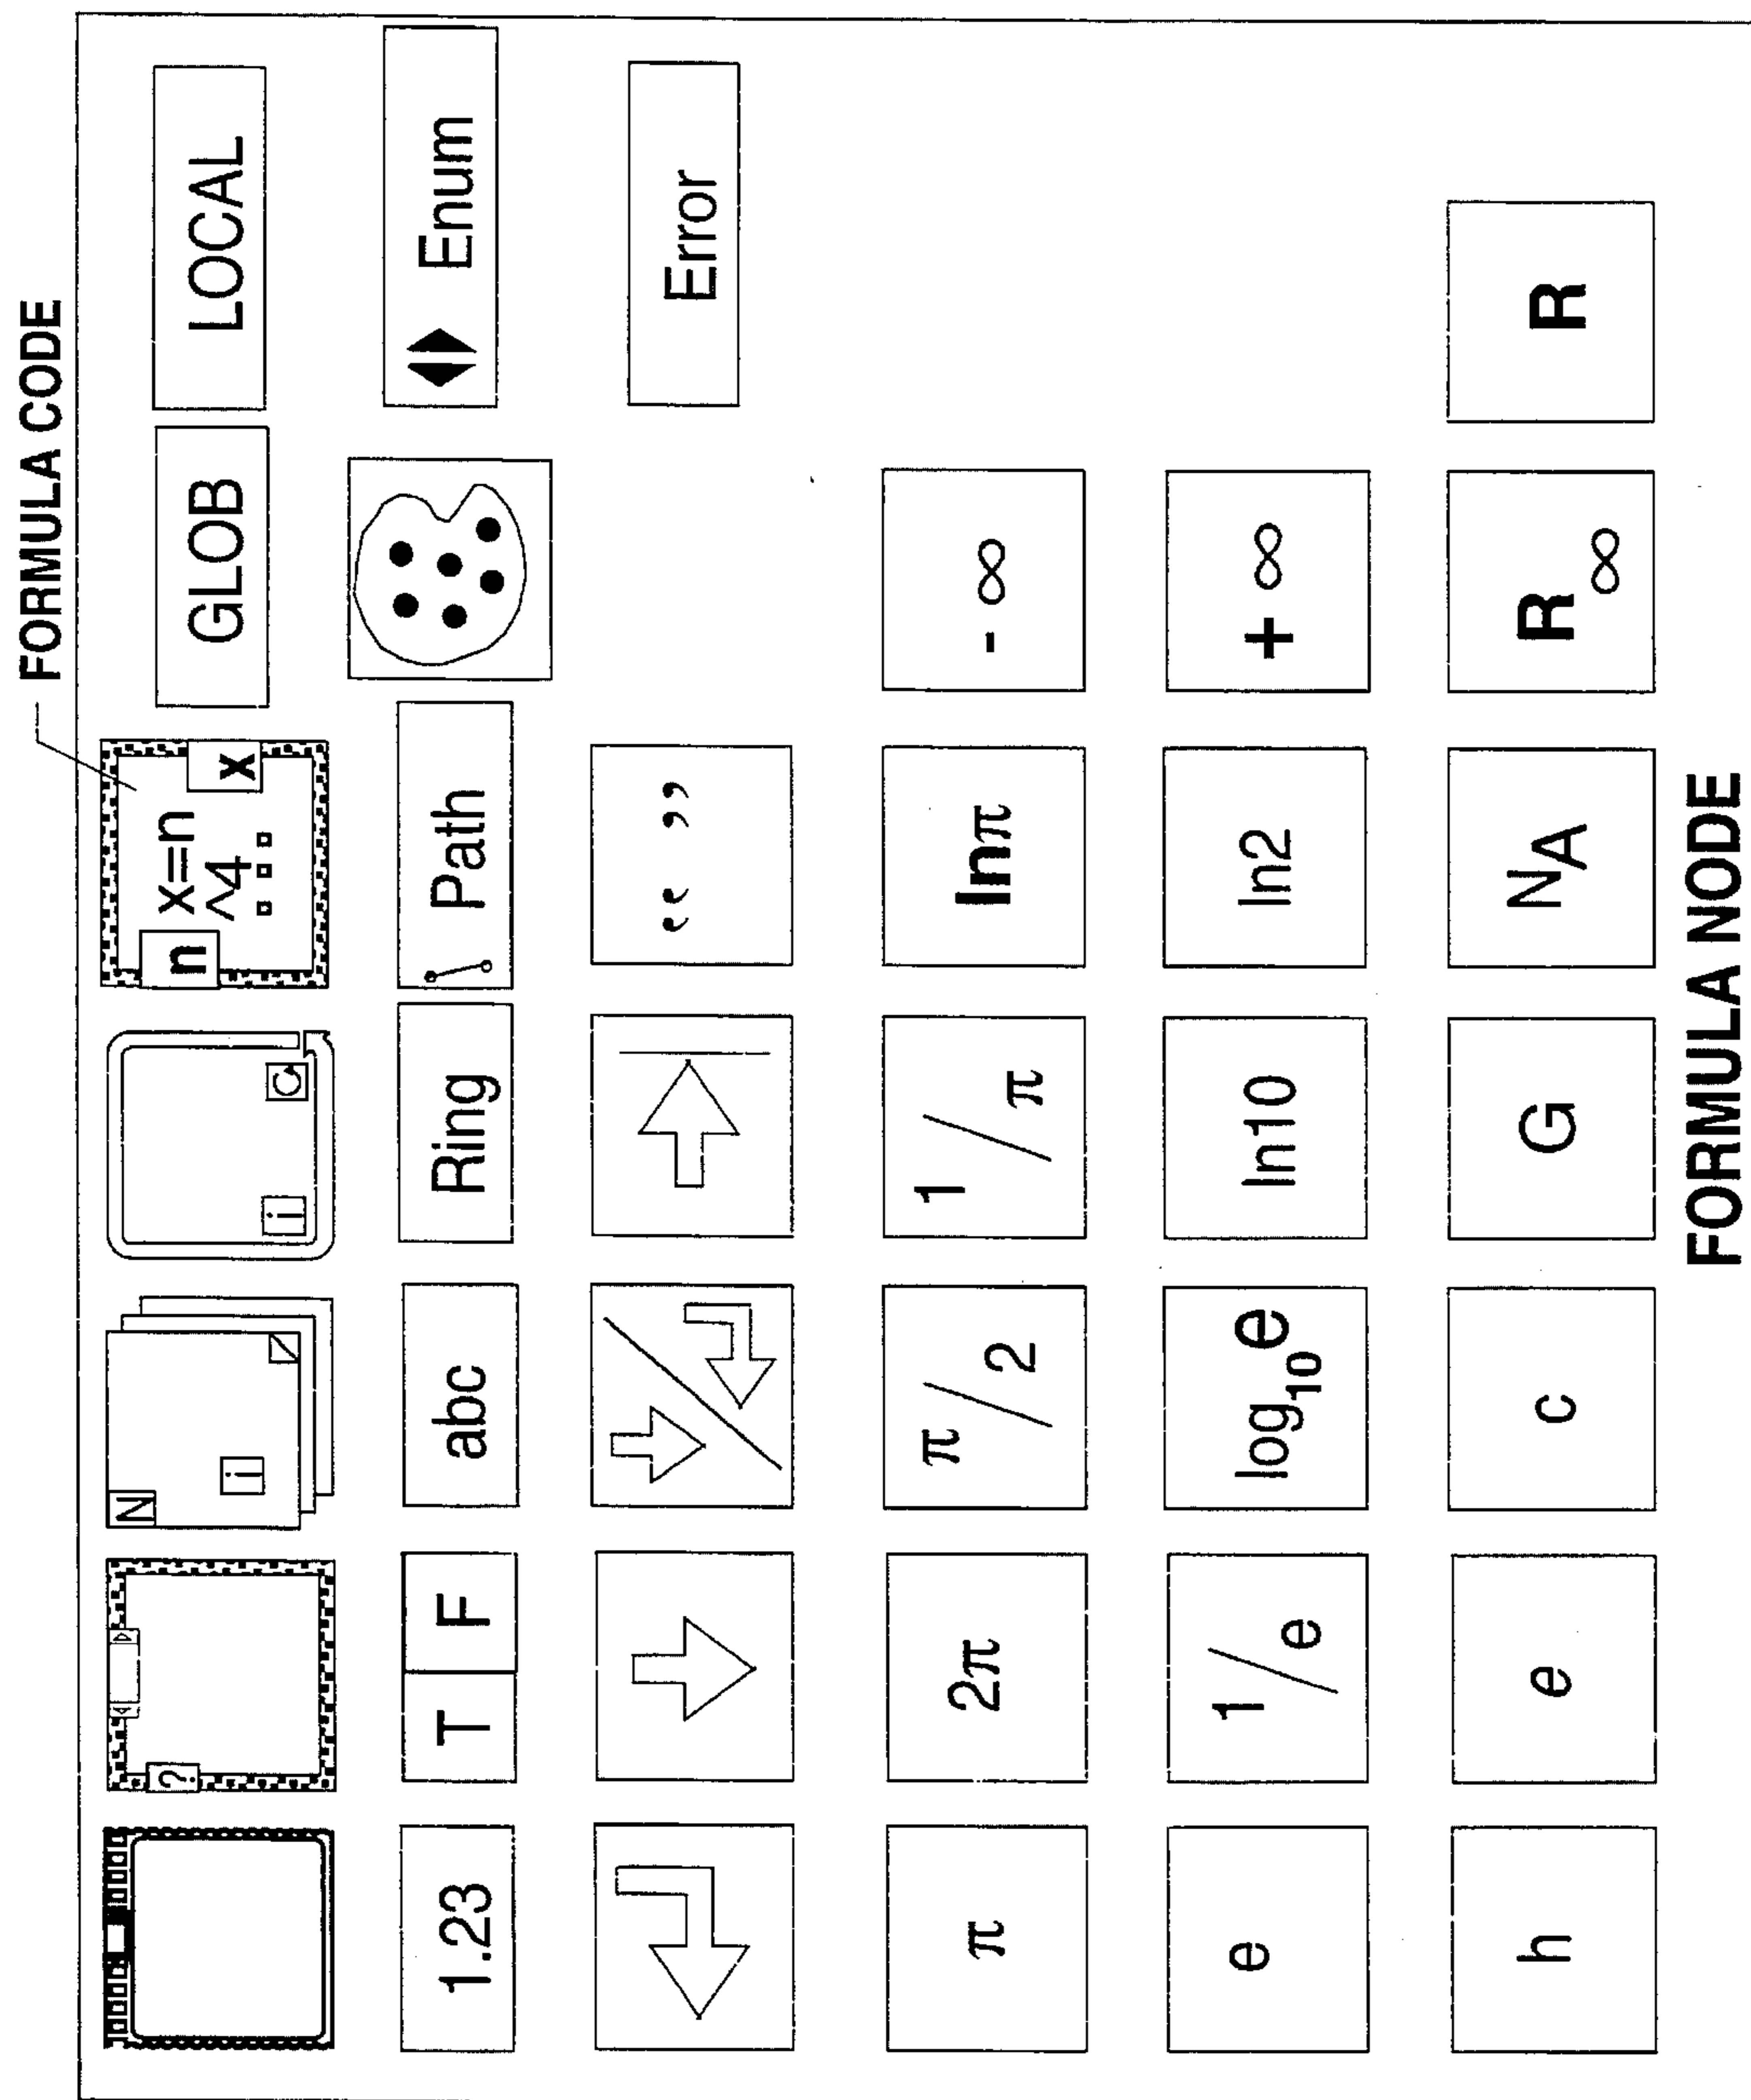 FORMULA CODE
? N i i n x=n ^4 x GLOB LOCAL
1.23 T F abc Ring Path Enum
“ ” Error
π 2π π/2 1/π lnπ - ∞
e 1/e log₁₀e ln10 ln2 + ∞
h e c G NA R∞ R
FORMULA NODE